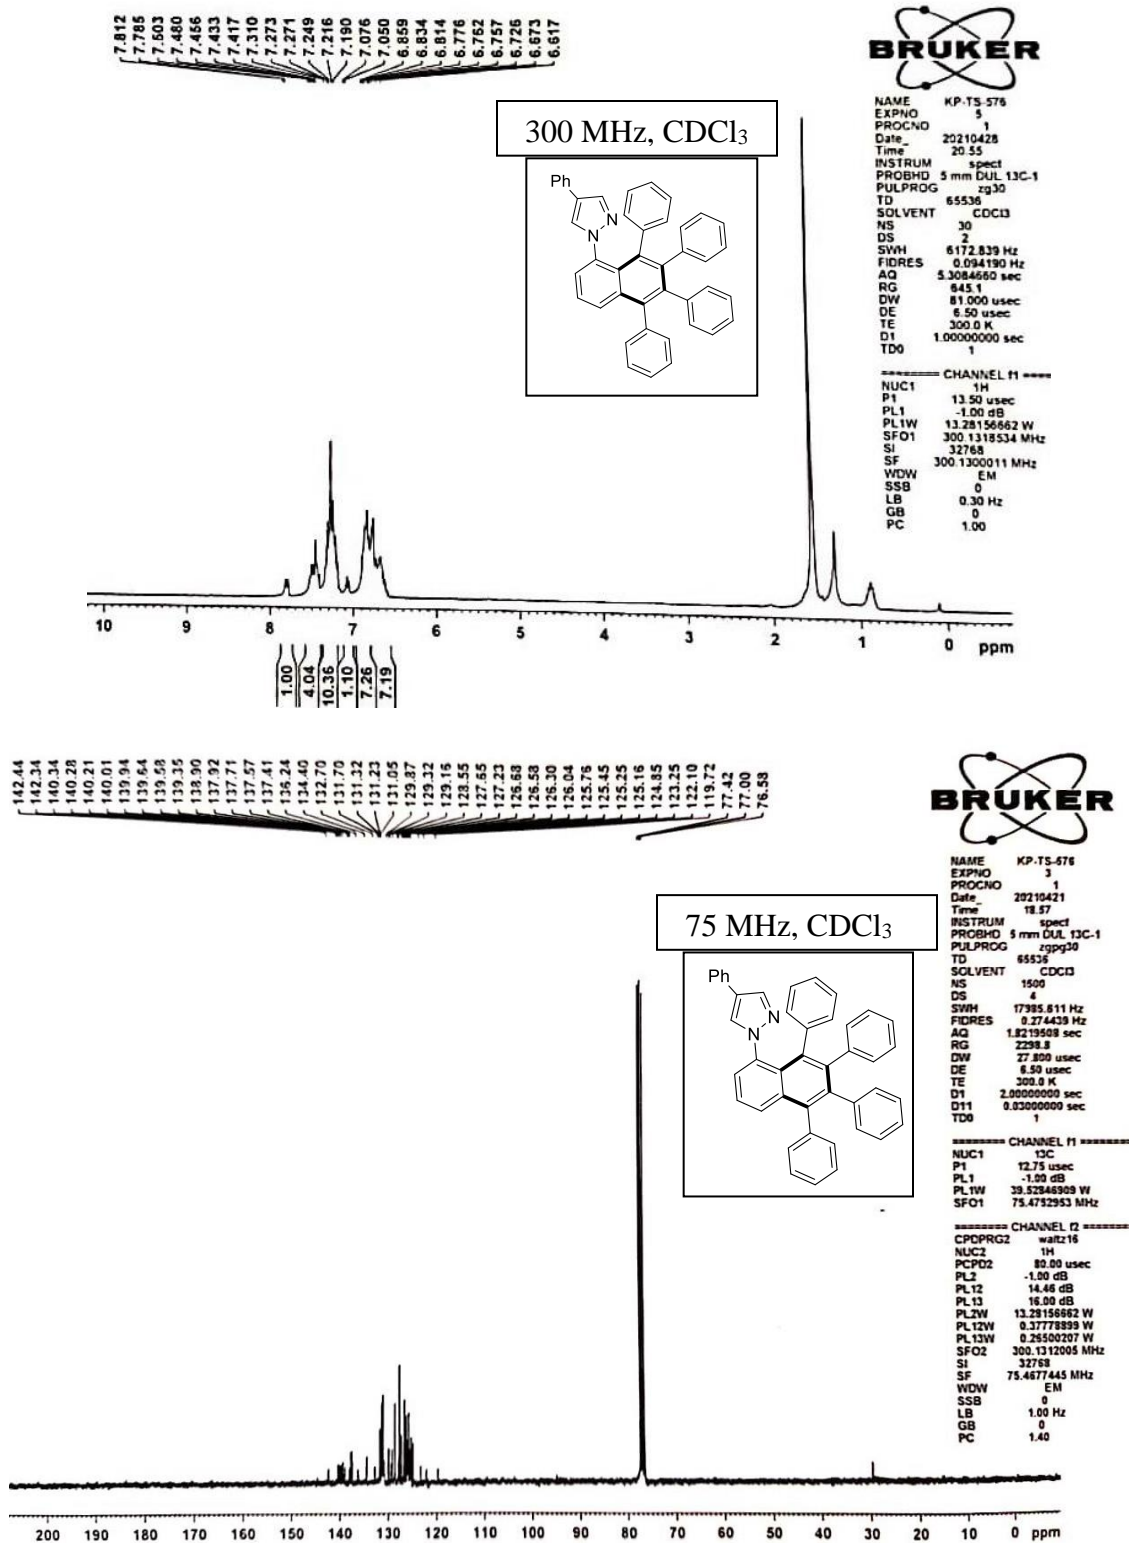 7.812
7.785
7.503
7.480
7.456
7.433
7.417
7.310
7.273
7.271
7.249
7.216
7.190
7.076
7.050
6.859
6.834
6.814
6.776
6.762
6.757
6.726
6.673
6.617
BRUKER
300 MHz, CDCl3
Ph
N
N
NAME KP-TS-576
EXPNO 5
PROCNO 1
Date_ 20210428
Time 20.55
INSTRUM spect
PROBHD 5 mm DUL 13C-1
PULPROG zg30
TD 65536
SOLVENT CDCl3
NS 30
DS 2
SWH 6172.839 Hz
FIDRES 0.094190 Hz
AQ 5.3084660 sec
RG 645.1
DW 81.000 usec
DE 6.50 usec
TE 300.0 K
D1 1.00000000 sec
TD0 1
======== CHANNEL f1 ====
NUC1 1H
P1 13.50 usec
PL1 -1.00 dB
PL1W 13.28156662 W
SFO1 300.1318534 MHz
SI 32768
SF 300.1300011 MHz
WDW EM
SSB 0
LB 0.30 Hz
GB 0
PC 1.00
10 9 8 7 6 5 4 3 2 1 0 ppm
1.00
4.04
10.36
1.10
7.26
7.19
142.44
142.34
140.34
140.28
140.21
140.01
139.94
139.64
139.58
139.35
138.90
137.92
137.71
137.57
137.41
136.24
134.40
132.70
131.70
131.32
131.23
131.05
129.87
129.32
129.16
128.55
127.65
127.23
126.68
126.58
126.30
126.04
125.76
125.45
125.25
125.16
124.85
123.25
122.10
119.72
77.42
77.00
76.58
BRUKER
75 MHz, CDCl3
Ph
N
N
NAME KP-TS-576
EXPNO 3
PROCNO 1
Date_ 20210421
Time 18.57
INSTRUM spect
PROBHD 5 mm DUL 13C-1
PULPROG zgpg30
TD 65536
SOLVENT CDCl3
NS 1500
DS 4
SWH 17985.611 Hz
FIDRES 0.274439 Hz
AQ 1.8219508 sec
RG 2298.8
DW 27.800 usec
DE 6.50 usec
TE 300.0 K
D1 2.00000000 sec
D11 0.03000000 sec
TD0 1
======== CHANNEL f1 ========
NUC1 13C
P1 12.75 usec
PL1 -1.00 dB
PL1W 39.52846909 W
SFO1 75.4752953 MHz
======== CHANNEL f2 ========
CPDPRG2 waltz16
NUC2 1H
PCPD2 80.00 usec
PL2 -1.00 dB
PL12 14.46 dB
PL13 16.00 dB
PL2W 13.28156662 W
PL12W 0.37778899 W
PL13W 0.26500207 W
SFO2 300.1312005 MHz
SI 32768
SF 75.4677445 MHz
WDW EM
SSB 0
LB 1.00 Hz
GB 0
PC 1.40
200 190 180 170 160 150 140 130 120 110 100 90 80 70 60 50 40 30 20 10 0 ppm